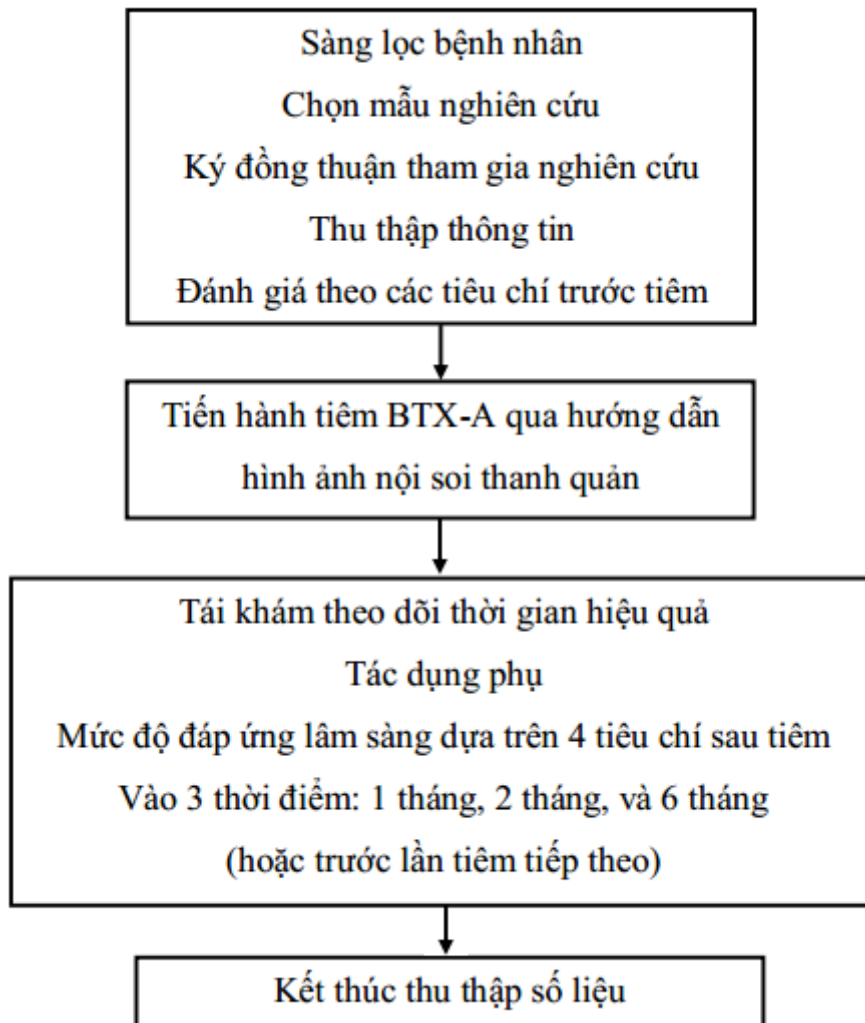 Sàng lọc bệnh nhân
Chọn mẫu nghiên cứu
Ký đồng thuận tham gia nghiên cứu
Thu thập thông tin
Đánh giá theo các tiêu chí trước tiêm
Tiến hành tiêm BTX-A qua hướng dẫn
hình ảnh nội soi thanh quản
Tái khám theo dõi thời gian hiệu quả
Tác dụng phụ
Mức độ đáp ứng lâm sàng dựa trên 4 tiêu chí sau tiêm
Vào 3 thời điểm: 1 tháng, 2 tháng, và 6 tháng
(hoặc trước lần tiêm tiếp theo)
Kết thúc thu thập số liệu